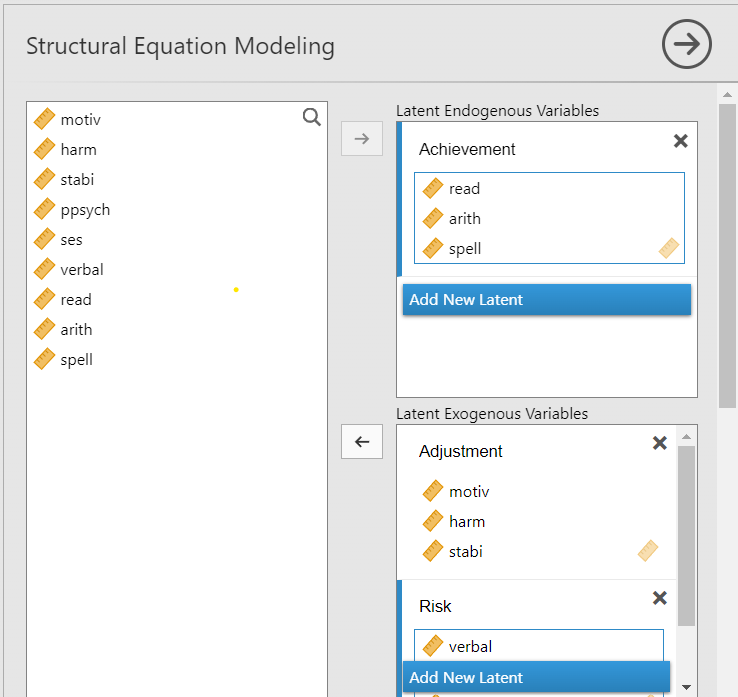 Structural Equation Modeling
motiv
harm
stabi
ppsych
ses
verbal
read
arith
spell
Latent Endogenous Variables
Achievement
read
arith
spell
Add New Latent
Latent Exogenous Variables
Adjustment
motiv
harm
stabi
Risk
verbal
Add New Latent